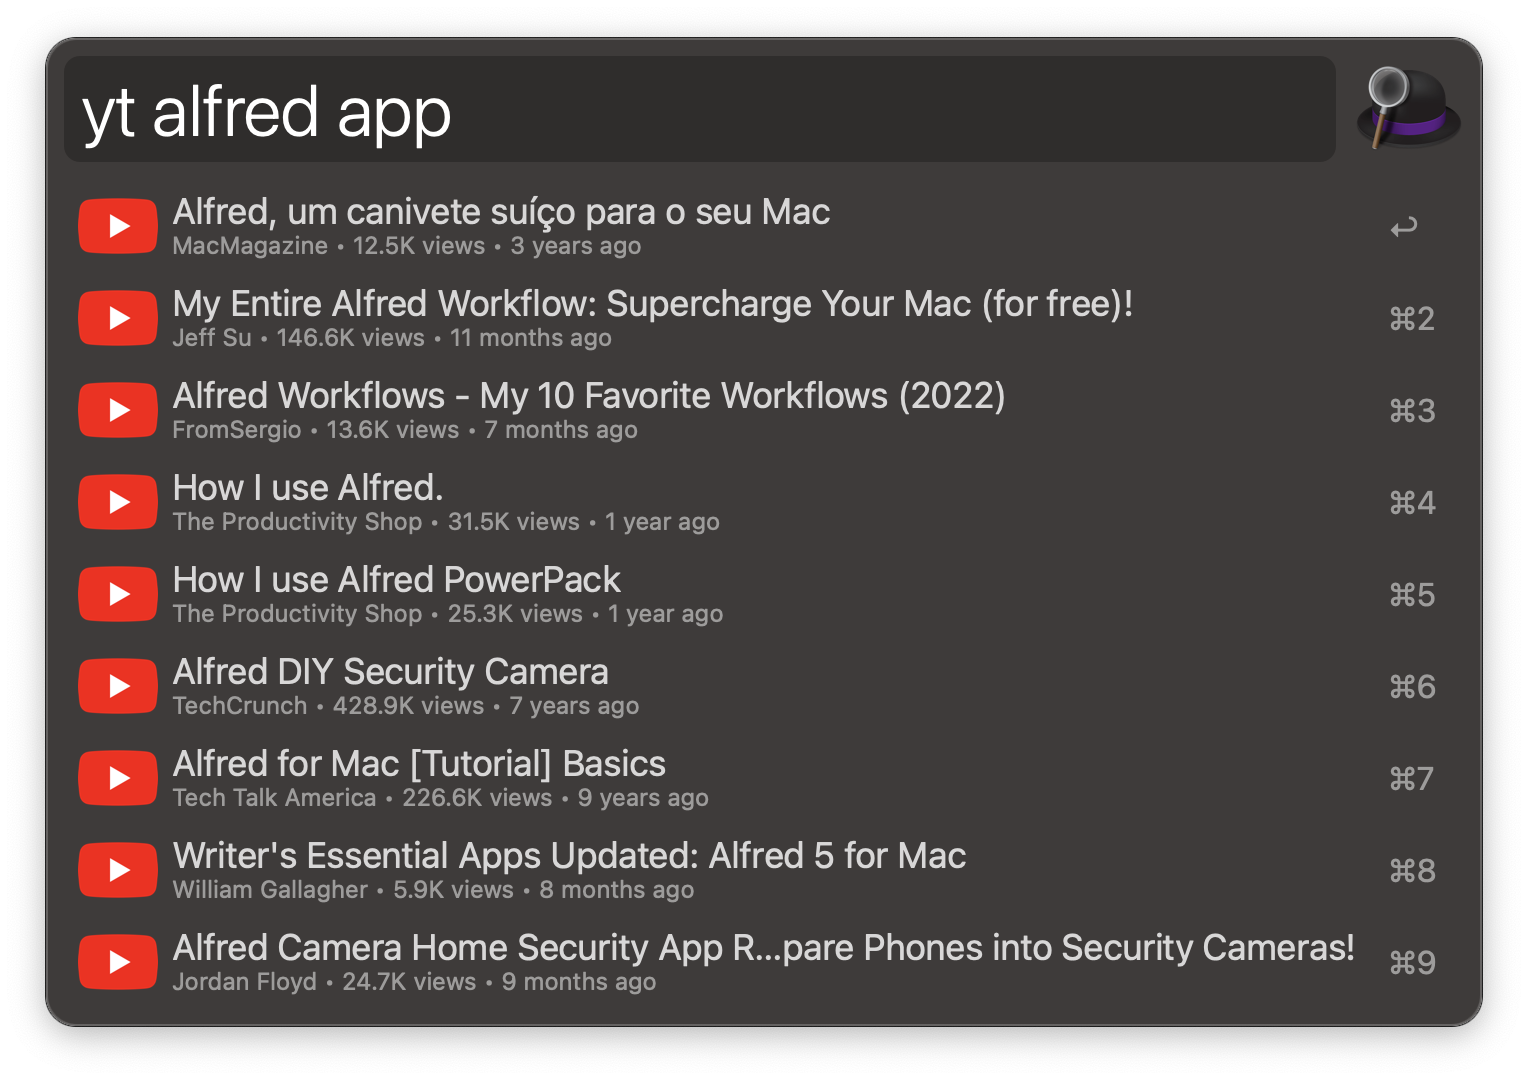 yt alfred app
Alfred, um canivete suíço para o seu Mac
MacMagazine • 12.5K views • 3 years ago
↩
My Entire Alfred Workflow: Supercharge Your Mac (for free)!
Jeff Su • 146.6K views • 11 months ago
⌘2
Alfred Workflows - My 10 Favorite Workflows (2022)
FromSergio • 13.6K views • 7 months ago
⌘3
How I use Alfred.
The Productivity Shop • 31.5K views • 1 year ago
⌘4
How I use Alfred PowerPack
The Productivity Shop • 25.3K views • 1 year ago
⌘5
Alfred DIY Security Camera
TechCrunch • 428.9K views • 7 years ago
⌘6
Alfred for Mac [Tutorial] Basics
Tech Talk America • 226.6K views • 9 years ago
⌘7
Writer's Essential Apps Updated: Alfred 5 for Mac
William Gallagher • 5.9K views • 8 months ago
⌘8
Alfred Camera Home Security App R...pare Phones into Security Cameras!
Jordan Floyd • 24.7K views • 9 months ago
⌘9